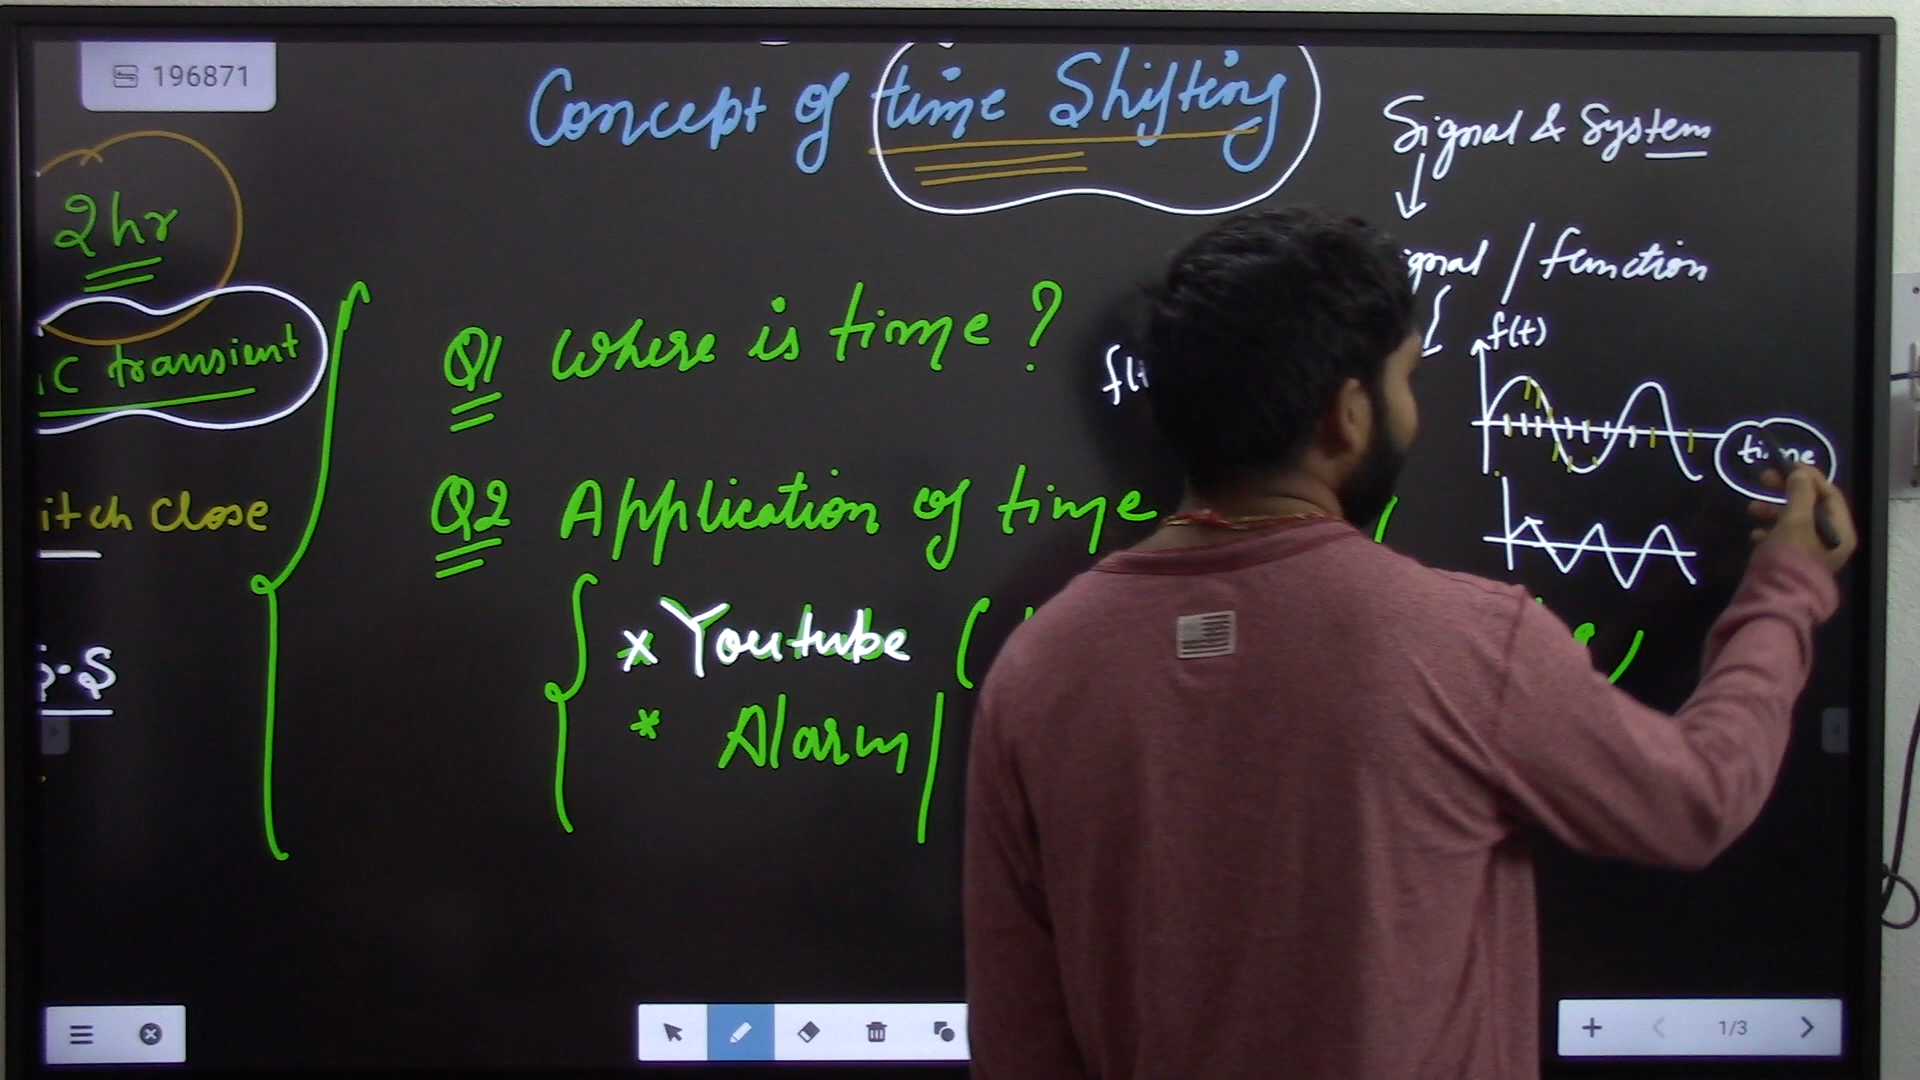 196871
Concept of time Shifting
Signal & System
2hr
/ function
C transient
Q1 Where is time ?
f(t)
time
itch close
Q2 Application of time
* Youtube (
S
* Alarm
1/3